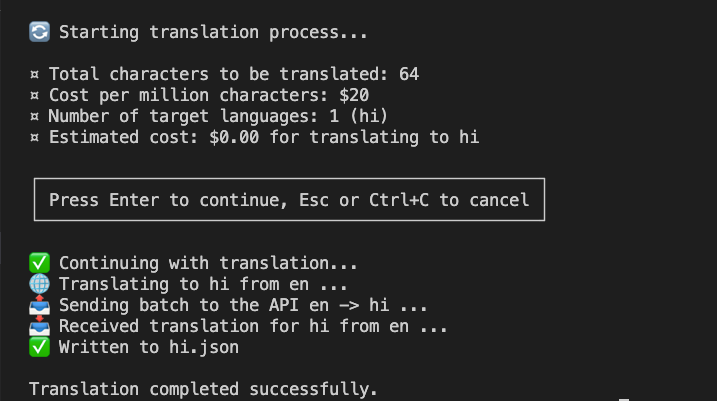 🔄 Starting translation process...
¤ Total characters to be translated: 64
¤ Cost per million characters: $20
¤ Number of target languages: 1 (hi)
¤ Estimated cost: $0.00 for translating to hi
Press Enter to continue, Esc or Ctrl+C to cancel
✅ Continuing with translation...
🌐 Translating to hi from en ...
📤 Sending batch to the API en -> hi ...
📤 Received translation for hi from en ...
✅ Written to hi.json
Translation completed successfully.